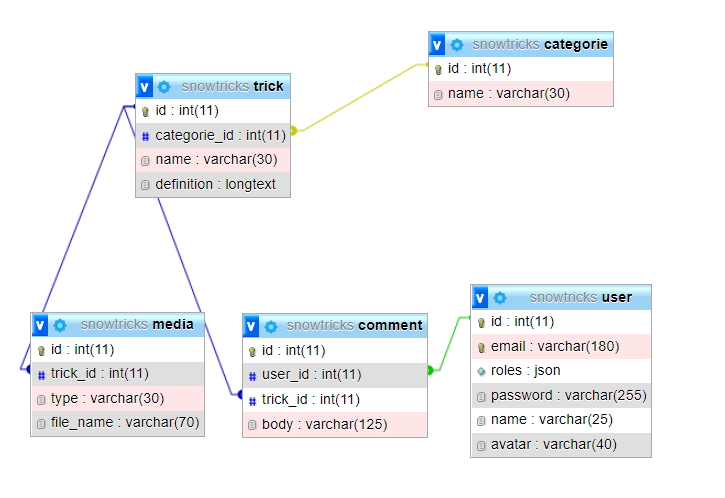 v snowtricks categorie
id : int(11)
name : varchar(30)
v snowtricks trick
id : int(11)
# categorie_id : int(11)
name : varchar(30)
definition : longtext
v snowtricks media
id : int(11)
# trick_id : int(11)
type : varchar(30)
file_name : varchar(70)
v snowtricks comment
id : int(11)
# user_id : int(11)
# trick_id : int(11)
body : varchar(125)
v snowtricks user
id : int(11)
email : varchar(180)
roles : json
password : varchar(255)
name : varchar(25)
avatar : varchar(40)